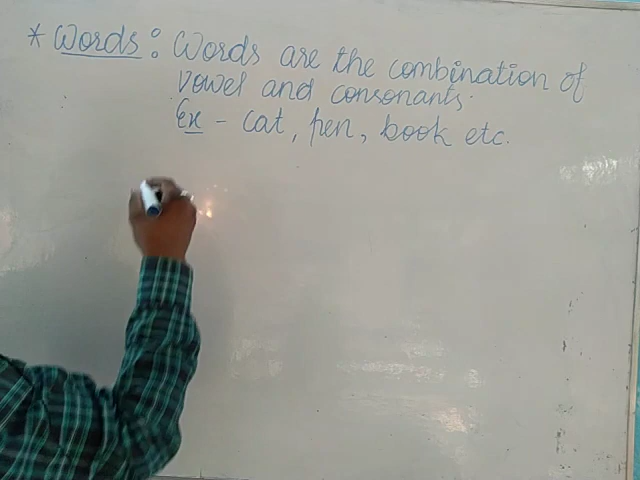 * Words : Words are the combination of
vowel and consonants.
Ex - cat, pen, book etc.